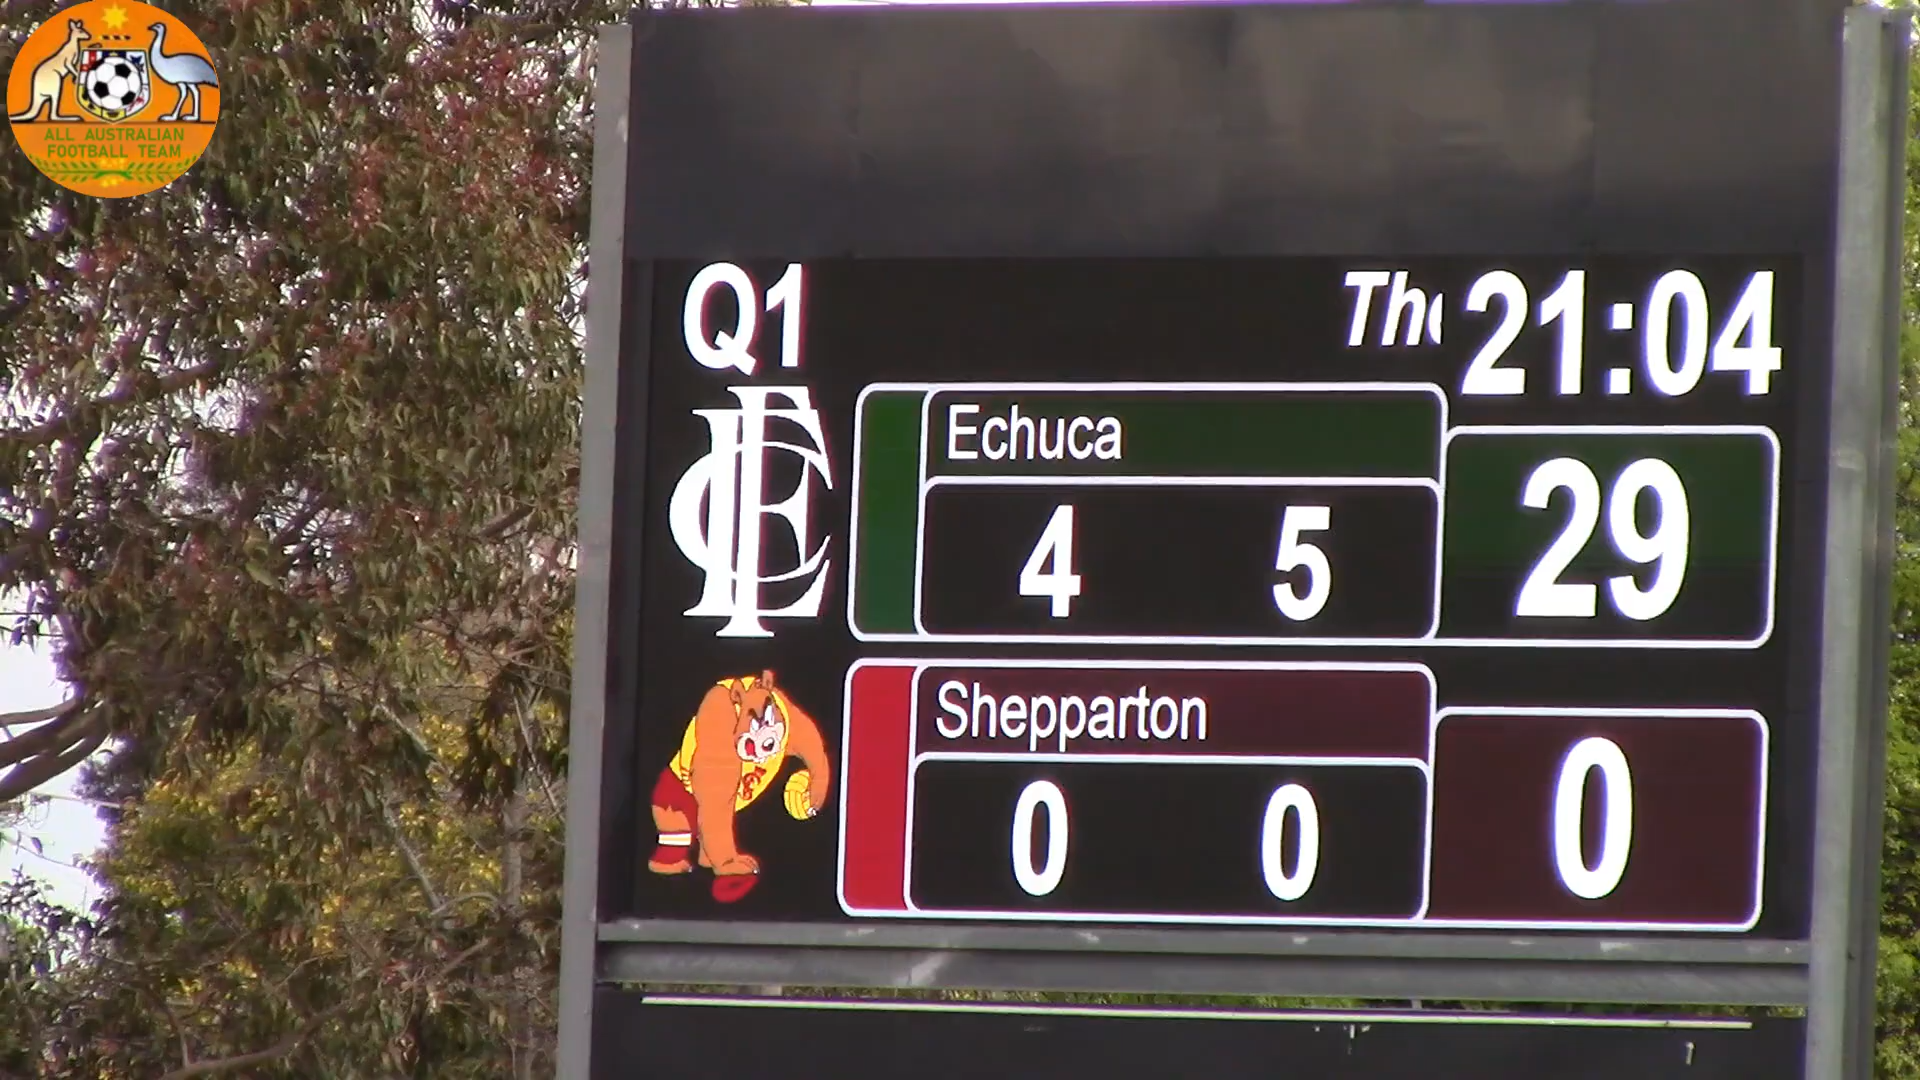 ALL AUSTRALIAN
FOOTBALL TEAM
Q1
21:04
Echuca
4 5 29
Shepparton
0 0 0